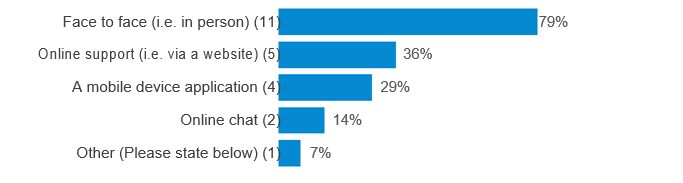 Face to face (i.e. in person) (11) 79%
Online support (i.e. via a website) (5) 36%
A mobile device application (4) 29%
Online chat (2) 14%
Other (Please state below) (1) 7%